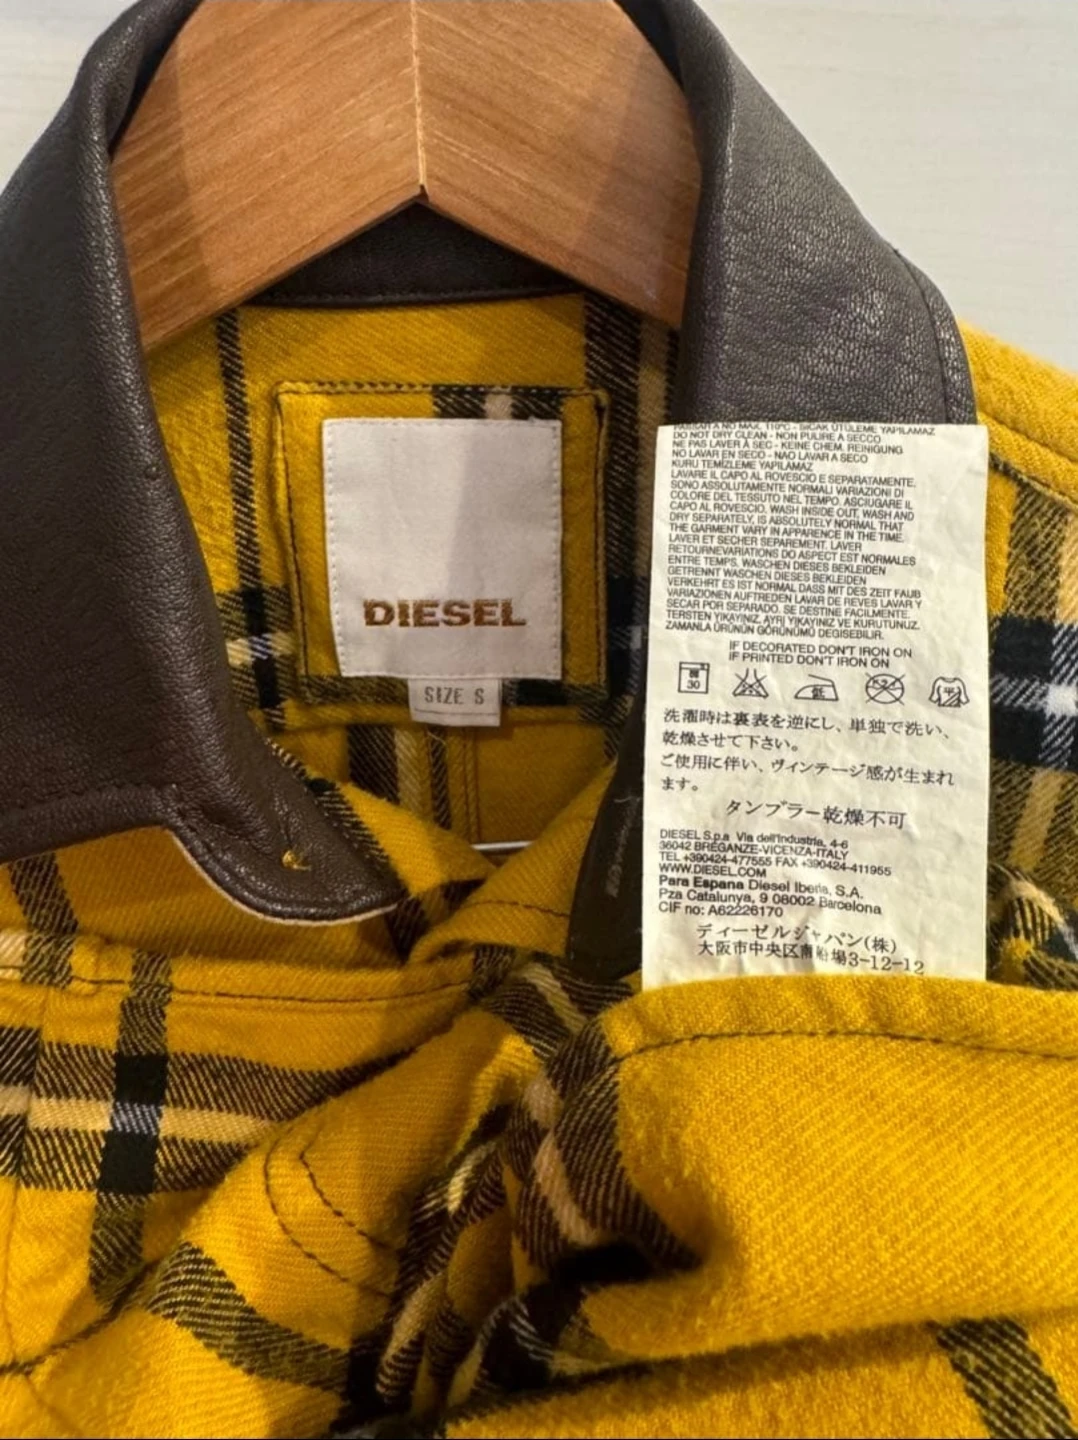 DIESEL
SIZE S
PASSAR A NO MAX. 110°C - SICAK ÜTÜLEME YAPILAMAZ
DO NOT DRY CLEAN - NON PULIRE A SECCO
NE PAS LAVER À SEC - KEINE CHEM. REINIGUNG
NO LAVAR EN SECO - NAO LAVAR A SECO
KURU TEMİZLEME YAPILAMAZ
LAVARE IL CAPO AL ROVESCIO E SEPARATAMENTE.
SONO ASSOLUTAMENTE NORMALI VARIAZIONI DI
COLORE DEL TESSUTO NEL TEMPO. ASCIUGARE IL
CAPO AL ROVESCIO. WASH INSIDE OUT, WASH AND
DRY SEPARATELY, IS ABSOLUTELY NORMAL THAT
THE GARMENT VARY IN APPARENCE IN THE TIME.
LAVER ET SECHER SEPAREMENT. LAVER
RETOURNEVARIATIONS DO ASPECT EST NORMALES
ENTRE TEMPS. WASCHEN DIESES BEKLEIDEN
GETRENNT WASCHEN DIESES BEKLEIDEN
VERKEHRT ES IST NORMAL DASS MIT DES ZEIT FAUB
VARIAZIONEN AUFTREDEN LAVAR DE REVES LAVAR Y
SECAR POR SEPARADO. SE DESTINE FACILMENTE.
TERSTEN YIKAYINIZ. AYRI YIKAYINIZ VE KURUTUNUZ.
ZAMANLA ÜRÜNÜN GÖRÜNÜMÜ DEGISEBILIR.
IF DECORATED DON'T IRON ON
IF PRINTED DON'T IRON ON
30
洗濯時は裏表を逆にし、単独で洗い、
乾燥させて下さい。
ご使用に伴い、ヴィンテージ感が生まれ
ます。
タンブラー乾燥不可
DIESEL S.p.a Via dell'Industria, 4-6
36042 BREGANZE-VICENZA-ITALY
TEL +390424-477555 FAX +390424-411955
WWW.DIESEL.COM
Para Espana Diesel Iberia, S.A.
Pza Catalunya, 9 08002 Barcelona
CIF no: A62226170
ディーゼルジャパン(株)
大阪市中央区南船場3-12-12